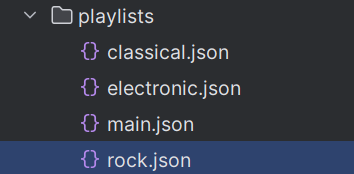 playlists
{} classical.json
{} electronic.json
{} main.json
{} rock.json